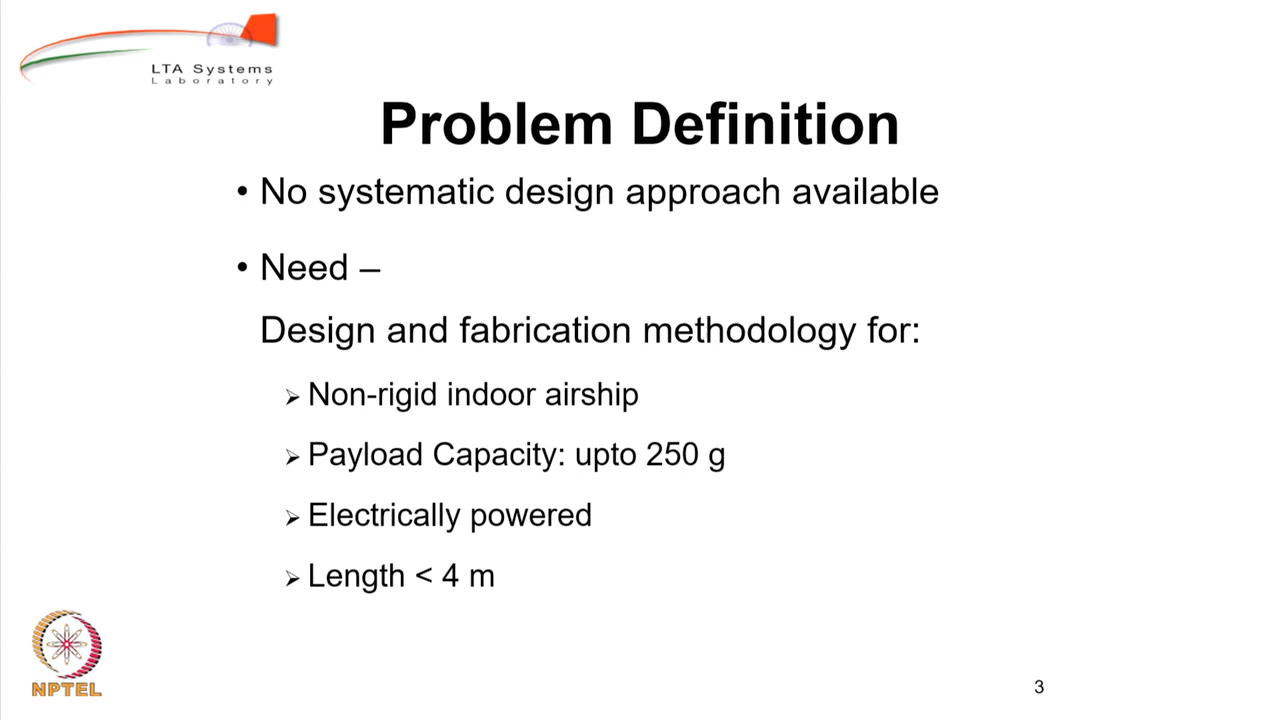 LTA Systems
Laboratory
Problem Definition
• No systematic design approach available
• Need –
Design and fabrication methodology for:
➢ Non-rigid indoor airship
➢ Payload Capacity: upto 250 g
➢ Electrically powered
➢ Length < 4 m
NPTEL
3